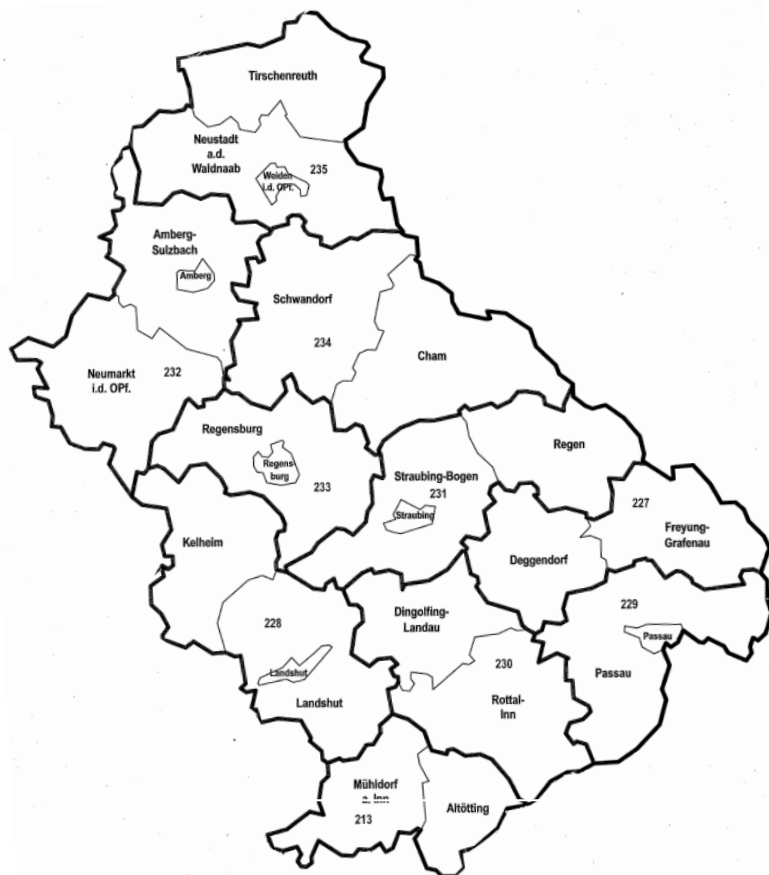 Tirschenreuth
Neustadt
a.d.
Waldnaab
235
Weiden
i.d. OPf.
Amberg-
Sulzbach
Amberg
Schwandorf
234
Cham
Neumarkt
i.d. OPf.
232
Regensburg
Regens
burg
233
Straubing-Bogen
231
Straubing
Regen
227
Freyung-
Grafenau
Kelheim
Deggendorf
228
Dingolfing-
Landau
229
Passau
Landshut
Landshut
230
Rottal-
Inn
Passau
Mühldorf
a. Inn
213
Altötting